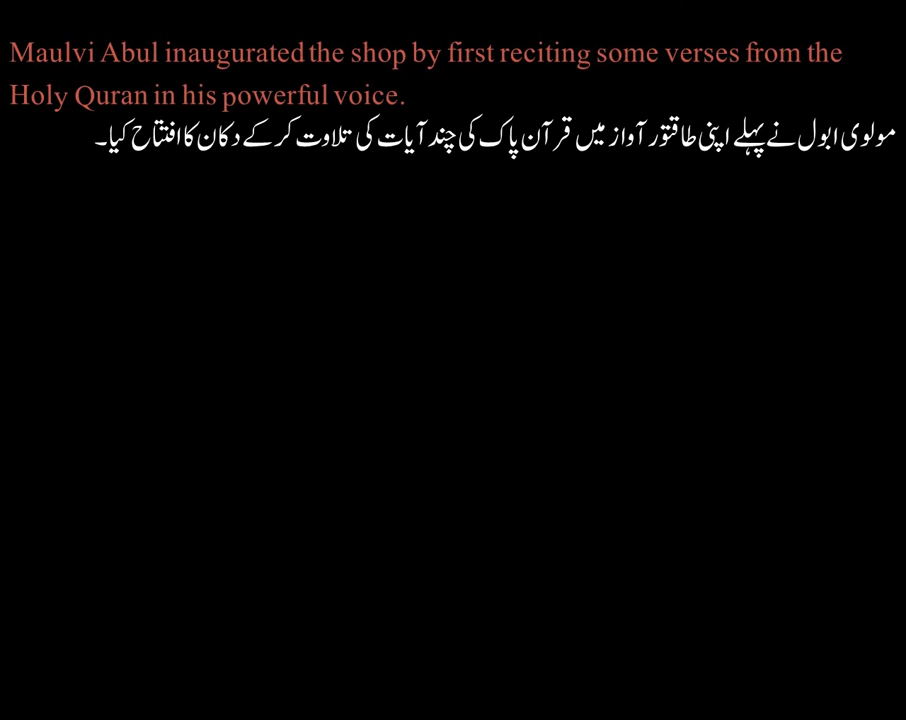 Maulvi Abul inaugurated the shop by first reciting some verses from the
Holy Quran in his powerful voice.
مولوی ابول نے پہلے اپنی طاقتور آواز میں قرآن پاک کی چند آیات کی تلاوت کر کے دکان کا افتتاح کیا۔